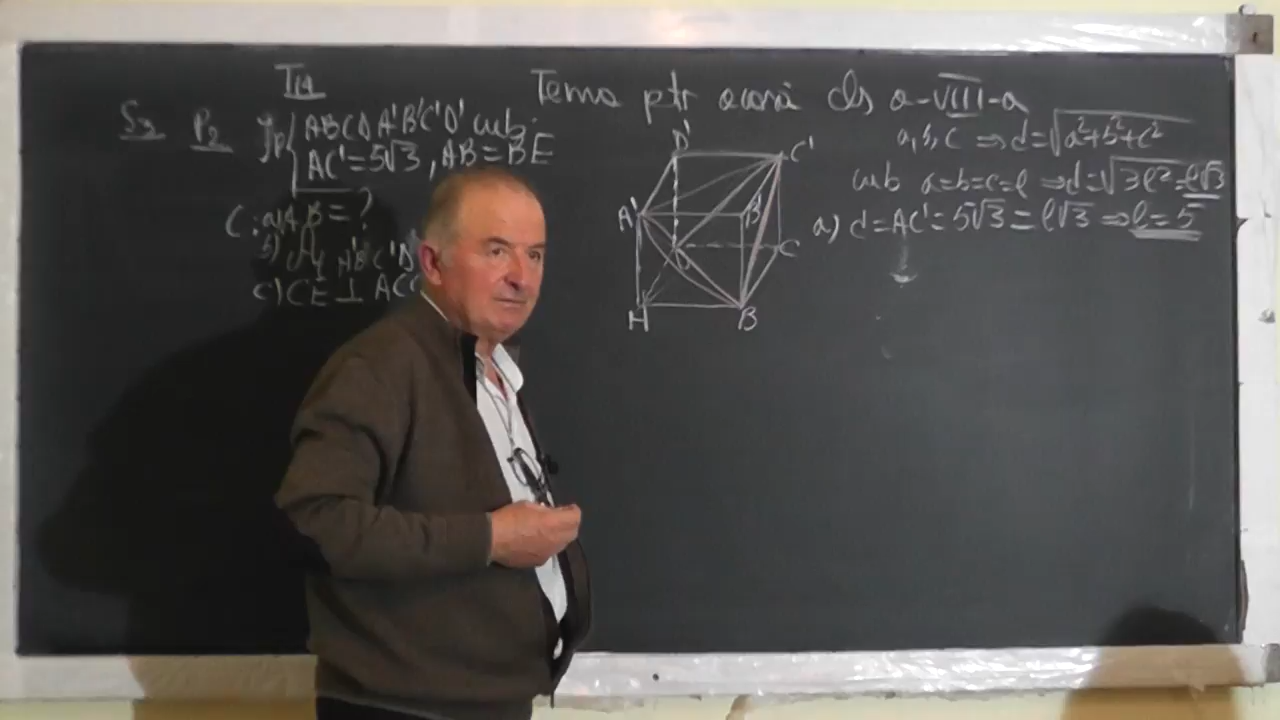 T14
Tema ptr acasă cls a-VIII-a
S3 P2 Ip ABCDA'B'C'D' cub
AC'=5√3, AB=BE
C: a) AB=?
b)
c) CE⊥ACC
D' C'
A' B'
D C
A B
a,b,c ⇒ d=√a²+b²+c²
cub a=b=c=l ⇒ d=√3l²=l√3
a) d=AC'=5√3=l√3 ⇒ l=5